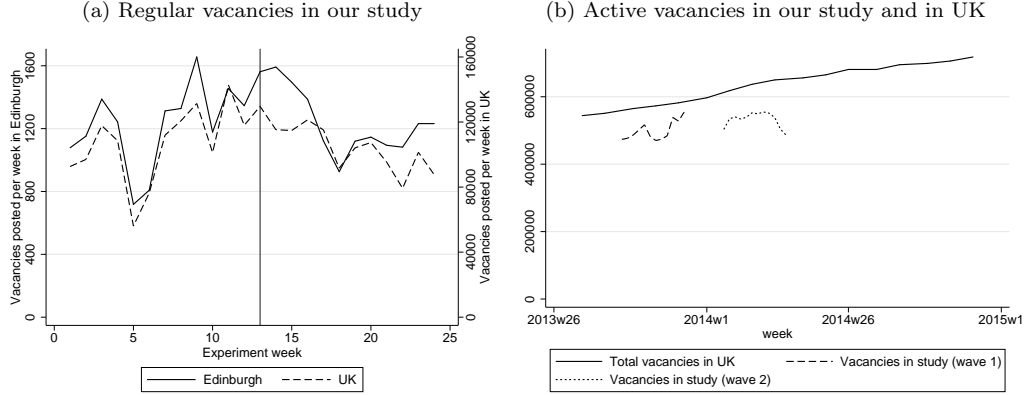 (a) Regular vacancies in our study
Vacancies posted per week in Edinburgh
1600
1200
800
400
0
160000
120000
80000
40000
0
Vacancies posted per week in UK
0 5 10 15 20 25
Experiment week
Edinburgh UK
(b) Active vacancies in our study and in UK
600000
400000
200000
0
2013w26 2014w1 2014w26 2015w1
week
Total vacancies in UK Vacancies in study (wave 1)
Vacancies in study (wave 2)